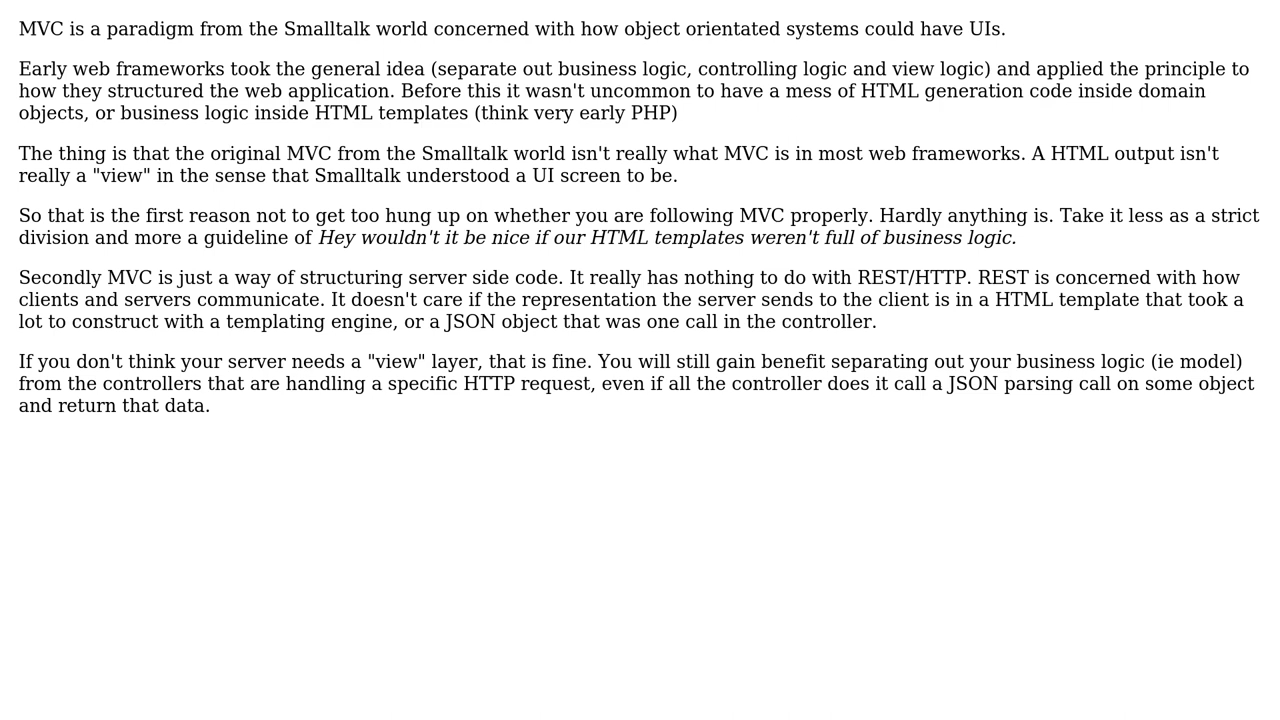 MVC is a paradigm from the Smalltalk world concerned with how object orientated systems could have UIs.
Early web frameworks took the general idea (separate out business logic, controlling logic and view logic) and applied the principle to
how they structured the web application. Before this it wasn't uncommon to have a mess of HTML generation code inside domain
objects, or business logic inside HTML templates (think very early PHP)
The thing is that the original MVC from the Smalltalk world isn't really what MVC is in most web frameworks. A HTML output isn't
really a "view" in the sense that Smalltalk understood a UI screen to be.
So that is the first reason not to get too hung up on whether you are following MVC properly. Hardly anything is. Take it less as a strict
division and more a guideline of Hey wouldn't it be nice if our HTML templates weren't full of business logic.
Secondly MVC is just a way of structuring server side code. It really has nothing to do with REST/HTTP. REST is concerned with how
clients and servers communicate. It doesn't care if the representation the server sends to the client is in a HTML template that took a
lot to construct with a templating engine, or a JSON object that was one call in the controller.
If you don't think your server needs a "view" layer, that is fine. You will still gain benefit separating out your business logic (ie model)
from the controllers that are handling a specific HTTP request, even if all the controller does it call a JSON parsing call on some object
and return that data.